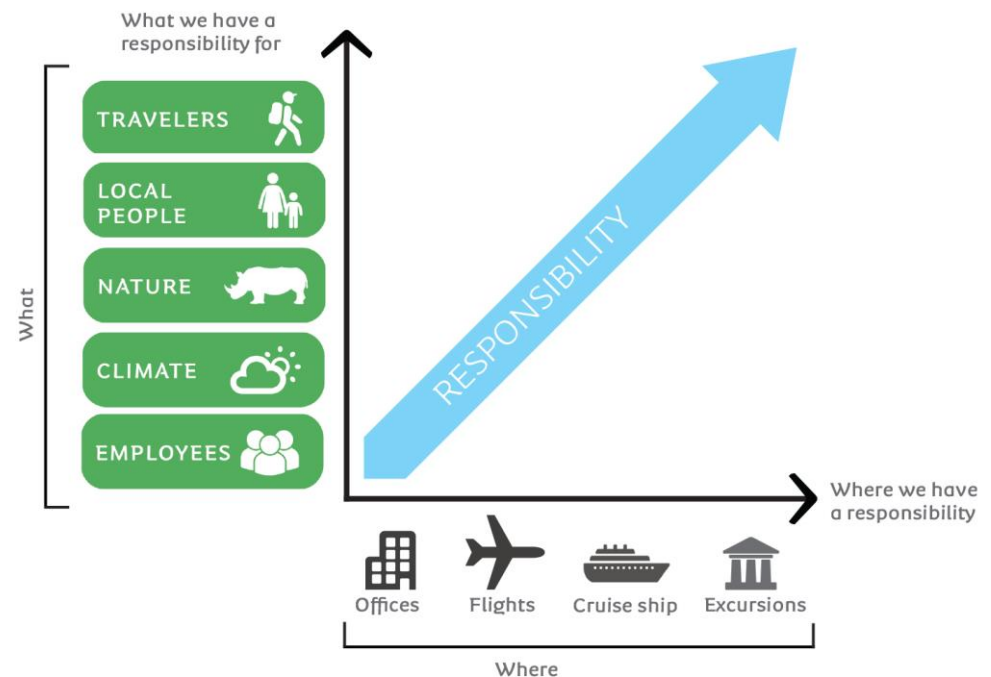 What we have a
responsibility for
TRAVELERS
LOCAL
PEOPLE
NATURE
CLIMATE
EMPLOYEES
What
RESPONSIBILITY
Where we have
a responsibility
Offices
Flights
Cruise ship
Excursions
Where